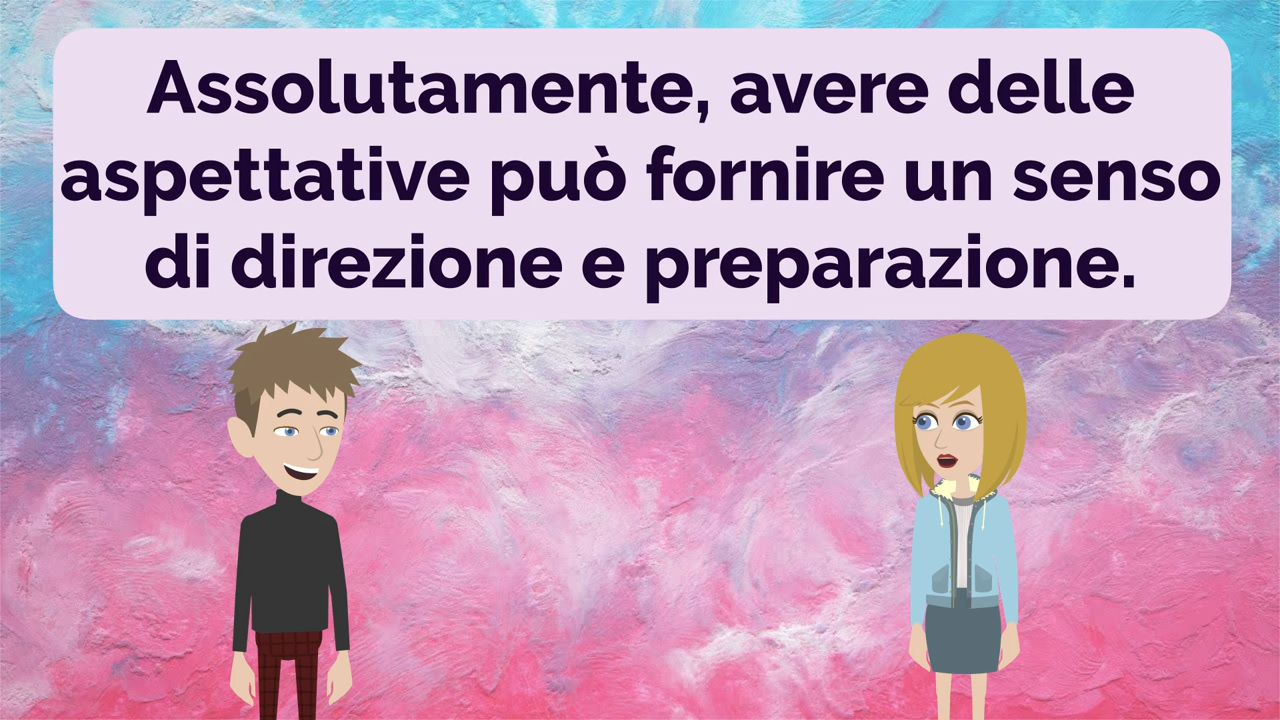 Assolutamente, avere delle
aspettative può fornire un senso
di direzione e preparazione.